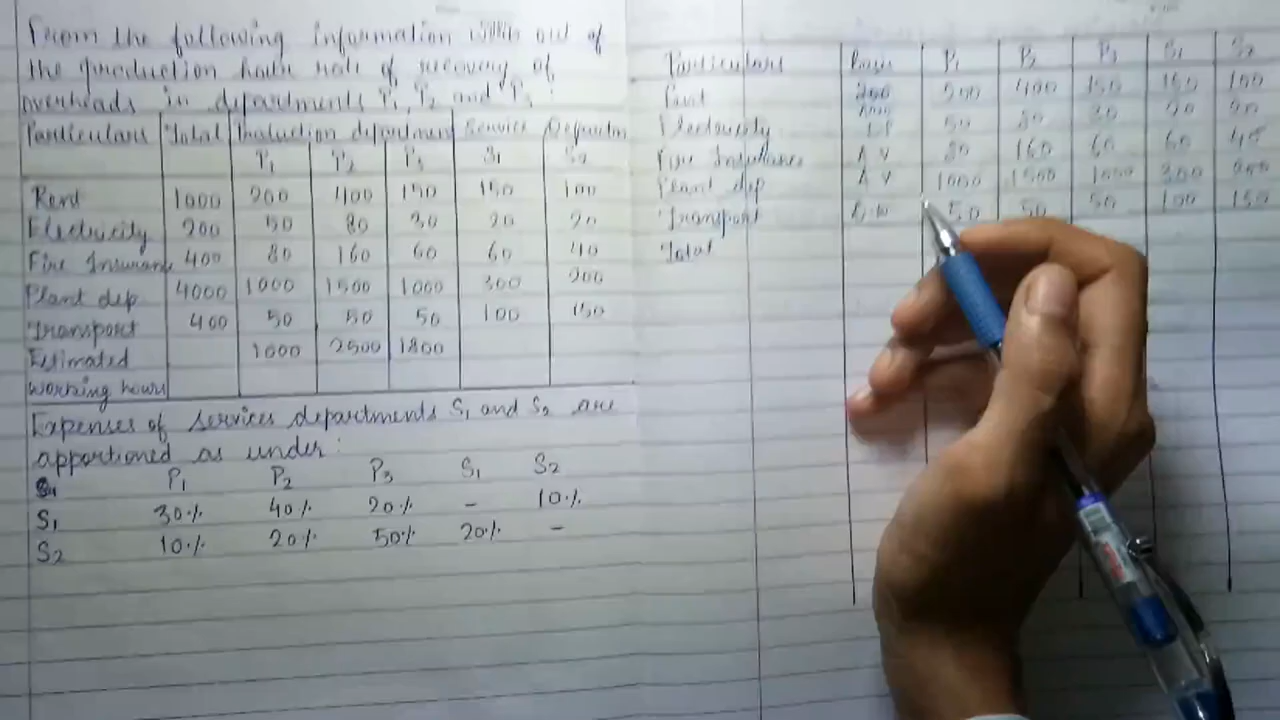 From the following information work out of
the production hour rate of recovery of
overheads in departments P1, P2 and P3 :
Particulars Total Production department Service Departm
P1 P2 P3 S1 S2
Rent 1000 200 400 150 150 100
Electricity 200 50 80 30 20 20
Fire Insuranc 400 80 160 60 60 40
Plant dep 4000 1000 1500 1000 300 200
Transport 400 50 50 50 100 150
Estimated 1000 2500 1800
working hours
Expenses of services departments S1 and S2 are
apportioned as under:
P1 P2 P3 S1 S2
S1 30% 40% 20% - 10%
S2 10% 20% 50% 20% -
Particulars Basis P1 P2 P3 S1 S2
Rent 400 150 150 100
Electricity 50 80 30 20 20
Fire Insurance A V 80 160 60 60 40
Plant dep A V 1000 1500 1000 300 200
Transport 50 50 50 100 150
Total